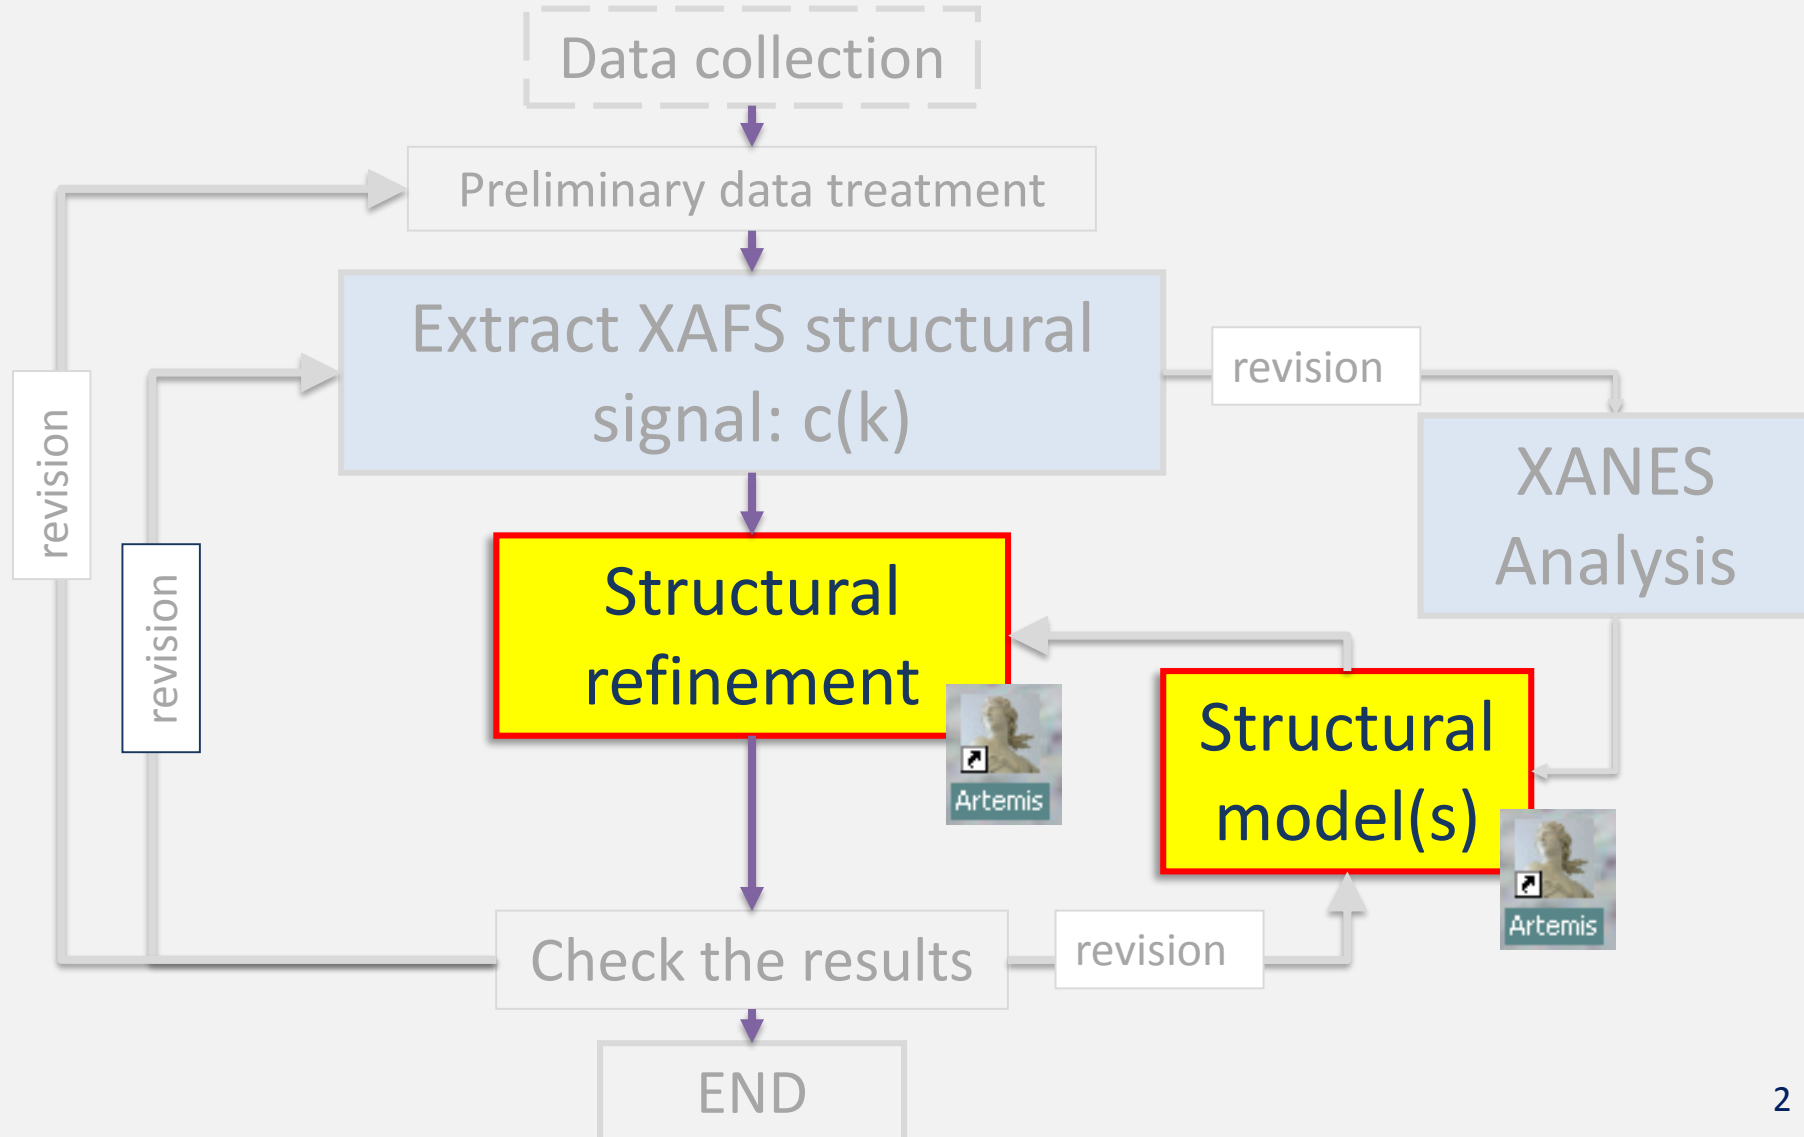 Data collection
Preliminary data treatment
Extract XAFS structural
signal: c(k)
revision
XANES
Analysis
revision
revision
Structural
refinement
Artemis
Structural
model(s)
Artemis
Check the results
revision
END
2